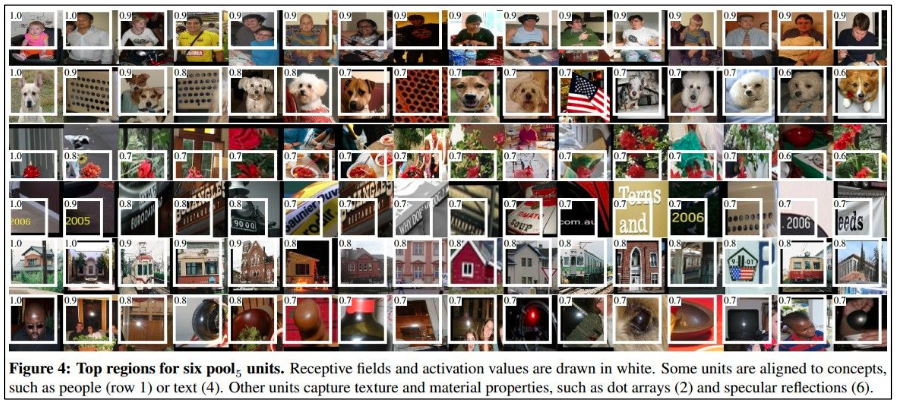 1.0 1.0 0.9 0.9 0.9 0.9 0.9 0.9 0.9 0.9 0.9 0.9 0.9 0.9 0.9 0.9
1.0 0.9 0.9 0.8 0.8 0.8 0.7 0.7 0.7 0.7 0.7 0.7 0.7 0.6 0.6 0.6
1.0 0.8 0.7 0.7 0.7 0.7 0.7 0.7 0.7 0.7 0.7 0.7 0.6 0.6
1.0 0.9 0.8 0.8 0.8 0.8 0.7 0.7 0.7 0.7 0.7 0.7 0.7 0.7 0.7 0.7
2006 2005 TOMATO SOUP com.au Terns and 2006 2006 eeds
1.0 1.0 0.9 0.9 0.8 0.8 0.8 0.8 0.8 0.8 0.8 0.8 0.8 0.8 0.8 0.8
9 01
1.0 0.9 0.8 0.8 0.8 0.7 0.7 0.7 0.7 0.7 0.7 0.7 0.7 0.7 0.7 0.7
Figure 4: Top regions for six pool5 units. Receptive fields and activation values are drawn in white. Some units are aligned to concepts,
such as people (row 1) or text (4). Other units capture texture and material properties, such as dot arrays (2) and specular reflections (6).